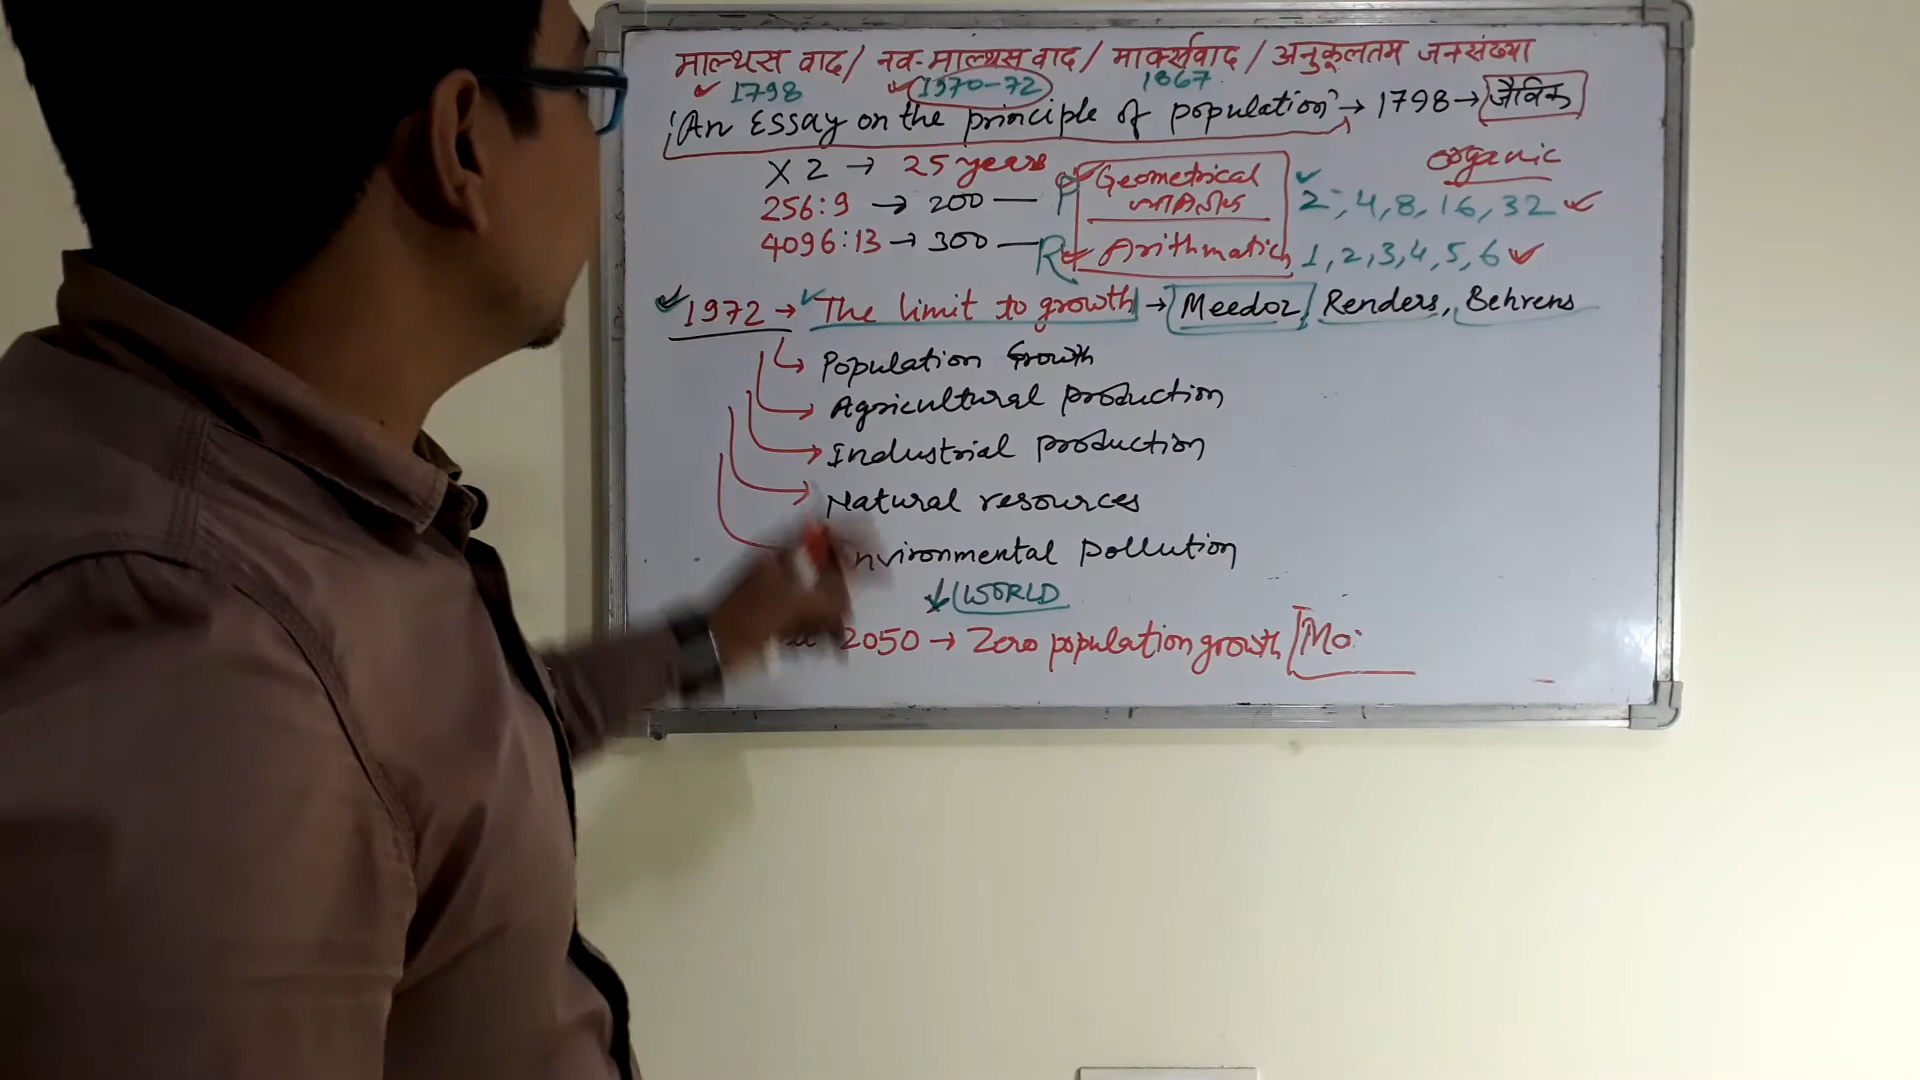 माल्थस वाद / नव-माल्थस वाद / मार्क्सवाद / अनुकूलतम जनसंख्या
1798 1970-72 1867
'An Essay on the principle of population' → 1798 → जैविक
X 2 → 25 years Geometrical organic
256:9 → 200 — P 2, 4, 8, 16, 32
4096:13 → 300 — R Arithmatic 1, 2, 3, 4, 5, 6
1972 → The limit to growth → Meedoz, Renders, Behrens
Population Growth
Agricultural production
Industrial production
Natural resources
nvironmental pollution
WORLD
2050 → Zero population growth Mo